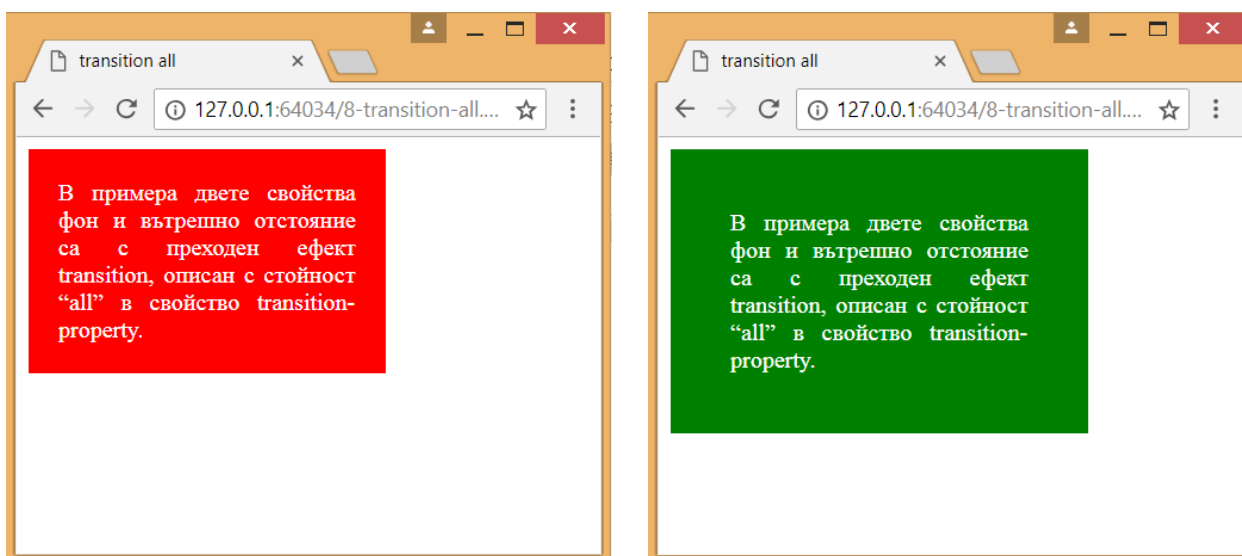 transition all
127.0.0.1:64034/8-transition-all....
В примера двете свойства
фон и вътрешно отстояние
са с преходен ефект
transition, описан с стойност
“all” в свойство transition-
property.
transition all
127.0.0.1:64034/8-transition-all....
В примера двете свойства
фон и вътрешно отстояние
са с преходен ефект
transition, описан с стойност
“all” в свойство transition-
property.